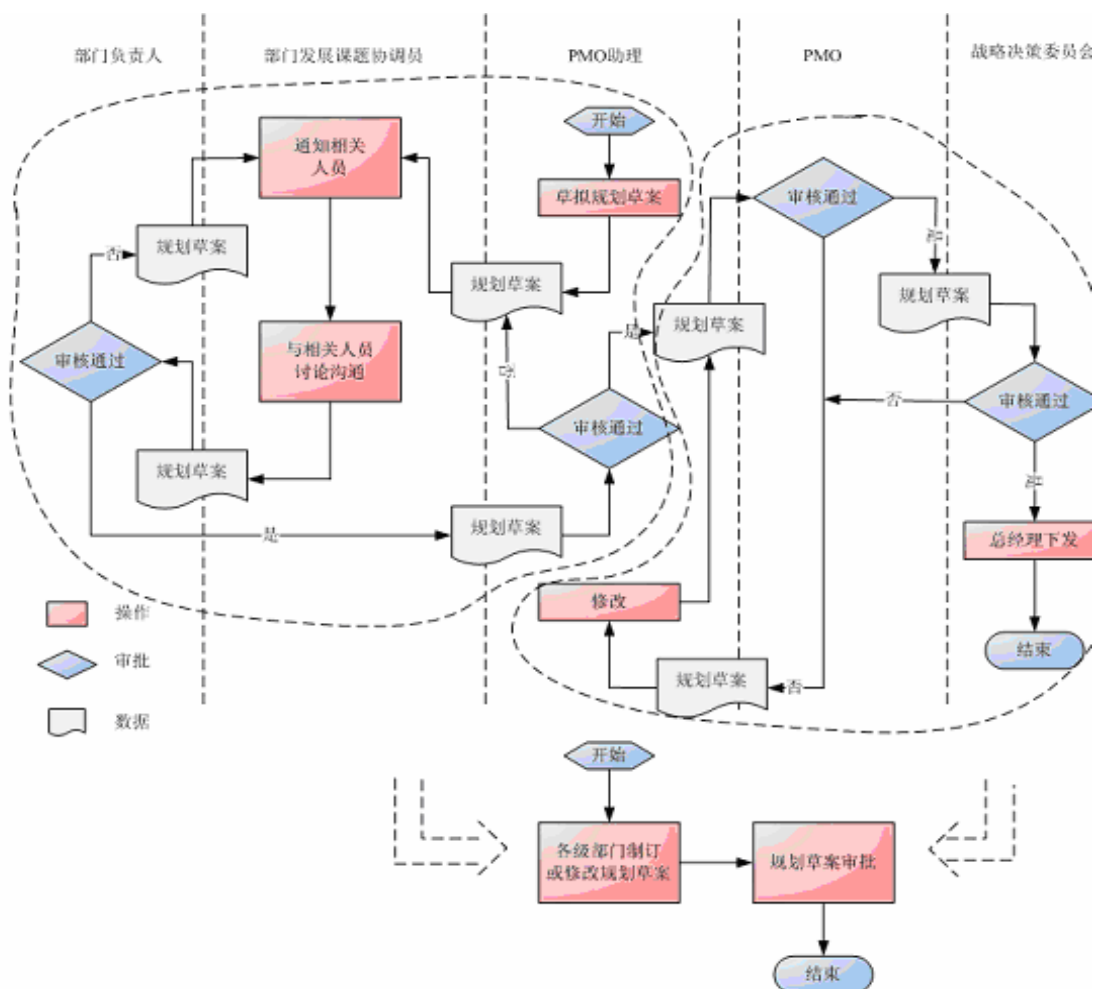 部门负责人
部门发展课题协调员
PMO助理
PMO
战略决策委员会
开始
通知相关
人员
草拟规划草案
审核通过
是
规划草案
否
规划草案
规划草案
规划草案
与相关人员
讨论沟通
审核通过
是
否
审核通过
否
审核通过
规划草案
是
规划草案
是
总经理下发
修改
操作
结束
审批
规划草案
否
数据
开始
各级部门制订
或修改规划草案
规划草案审批
结束